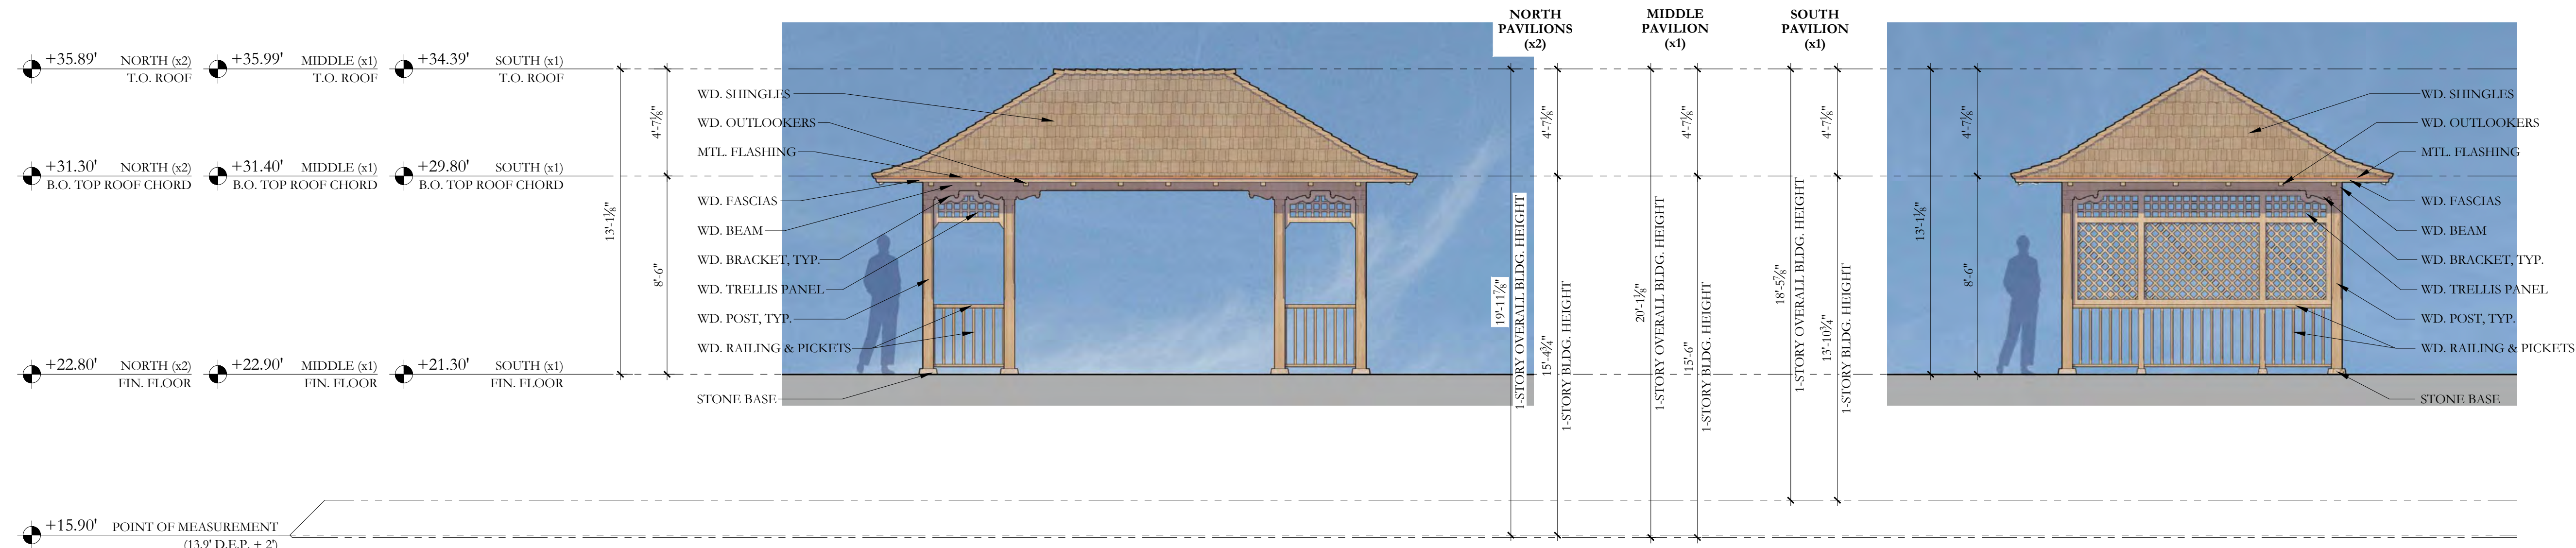 +35.89' NORTH (x2)
T.O. ROOF
+35.99' MIDDLE (x1)
T.O. ROOF
+34.39' SOUTH (x1)
T.O. ROOF
+31.30' NORTH (x2)
B.O. TOP ROOF CHORD
+31.40' MIDDLE (x1)
B.O. TOP ROOF CHORD
+29.80' SOUTH (x1)
B.O. TOP ROOF CHORD
+22.80' NORTH (x2)
FIN. FLOOR
+22.90' MIDDLE (x1)
FIN. FLOOR
+21.30' SOUTH (x1)
FIN. FLOOR
+15.90' POINT OF MEASUREMENT
(13.9' D.E.P. + 2')
13'-1⅛"
4'-7⅛"
8'-6"
WD. SHINGLES
WD. OUTLOOKERS
MTL. FLASHING
WD. FASCIAS
WD. BEAM
WD. BRACKET, TYP.
WD. TRELLIS PANEL
WD. POST, TYP.
WD. RAILING & PICKETS
STONE BASE
NORTH
PAVILIONS
(x2)
19'-11⅞"
1-STORY OVERALL BLDG. HEIGHT
4'-7⅛"
15'-4¾"
1-STORY BLDG. HEIGHT
MIDDLE
PAVILION
(x1)
20'-1⅛"
1-STORY OVERALL BLDG. HEIGHT
4'-7⅛"
15'-6"
1-STORY BLDG. HEIGHT
SOUTH
PAVILION
(x1)
18'-5⅞"
1-STORY OVERALL BLDG. HEIGHT
4'-7⅛"
13'-10¾"
1-STORY BLDG. HEIGHT
13'-1⅛"
4'-7⅛"
8'-6"
WD. SHINGLES
WD. OUTLOOKERS
MTL. FLASHING
WD. FASCIAS
WD. BEAM
WD. BRACKET, TYP.
WD. TRELLIS PANEL
WD. POST, TYP.
WD. RAILING & PICKETS
STONE BASE